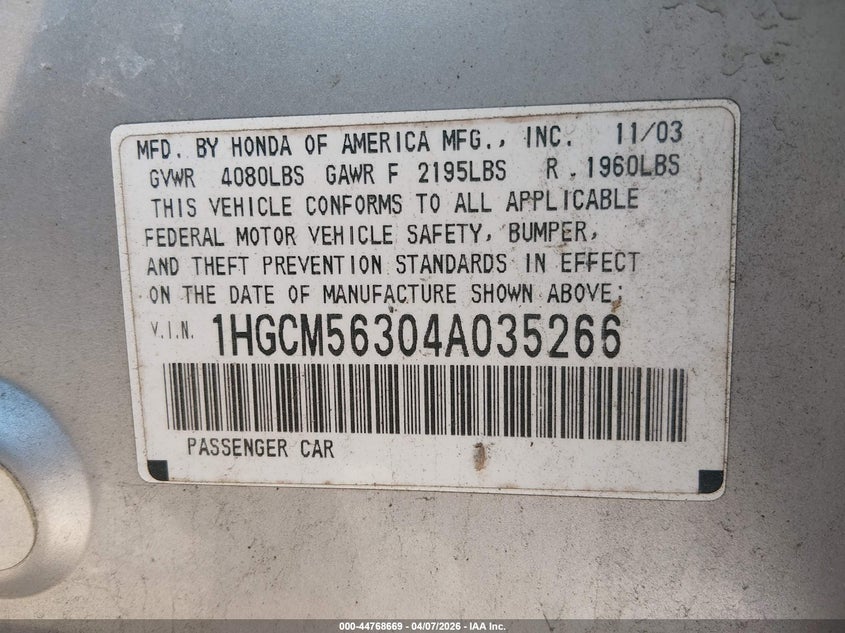 MFD. BY HONDA OF AMERICA MFG., INC. 11/03
GVWR 4080LBS GAWR F 2195LBS R . 1960LBS
THIS VEHICLE CONFORMS TO ALL APPLICABLE
FEDERAL MOTOR VEHICLE SAFETY, BUMPER,
AND THEFT PREVENTION STANDARDS IN EFFECT
ON THE DATE OF MANUFACTURE SHOWN ABOVE;
V.I.N. 1HGCM56304A035266
PASSENGER CAR
000-44768669 - 04/07/2026 - IAA Inc.